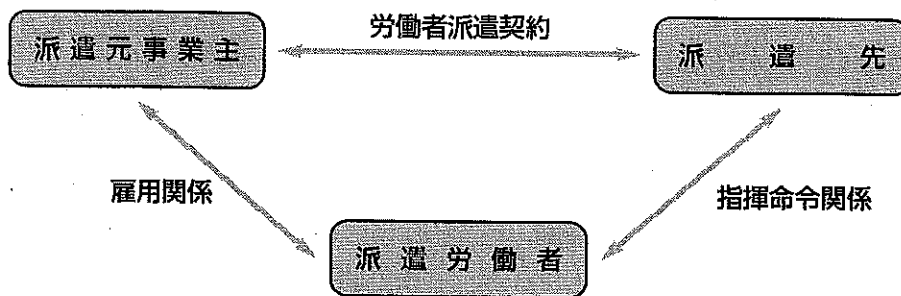 労働者派遣契約
派遣元事業主
派遣先
雇用関係
指揮命令関係
派遣労働者